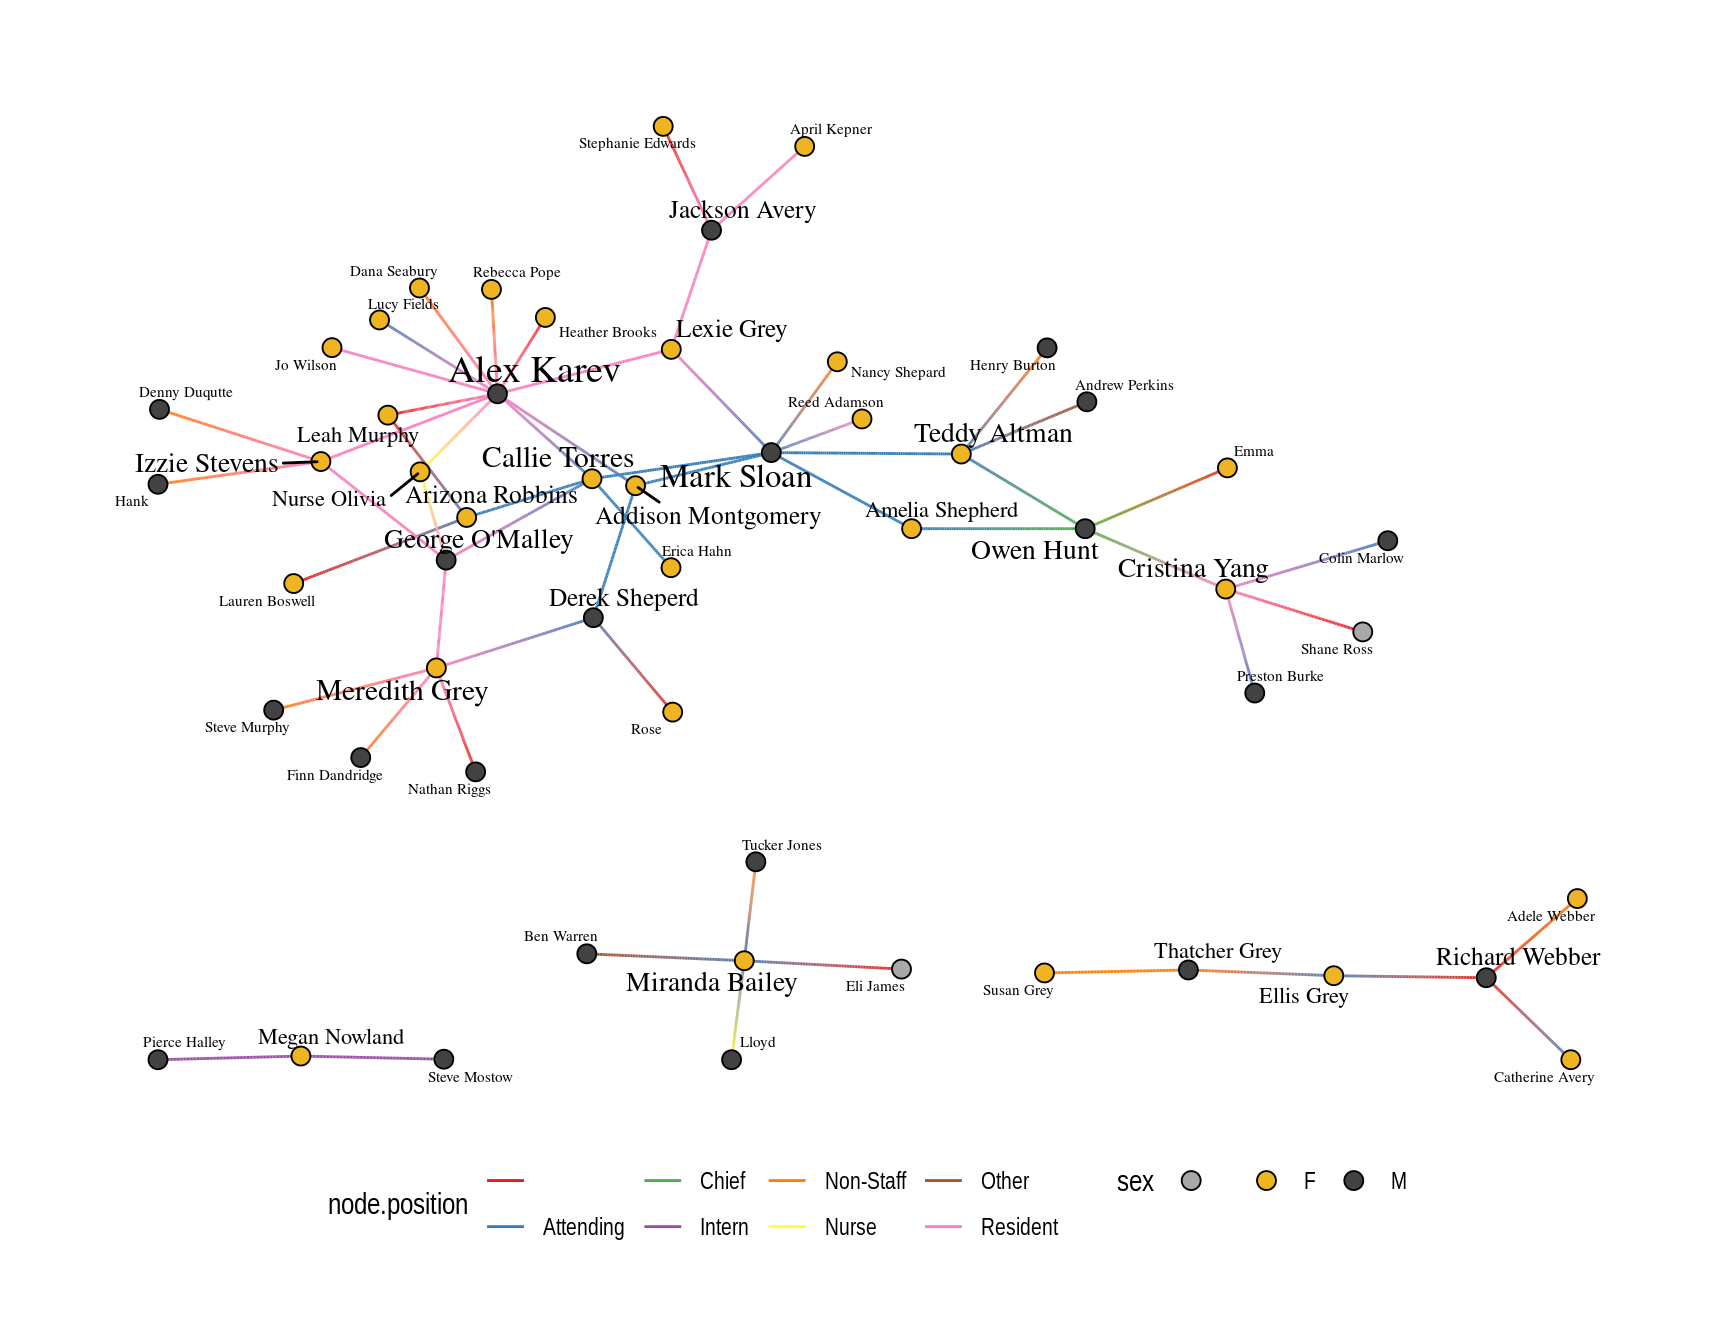 April Kepner
Stephanie Edwards
Jackson Avery
Dana Seabury
Rebecca Pope
Lucy Fields
Heather Brooks
Lexie Grey
Jo Wilson
Alex Karev
Nancy Shepard
Henry Burton
Andrew Perkins
Denny Duqutte
Reed Adamson
Leah Murphy
Teddy Altman
Emma
Izzie Stevens
Callie Torres
Mark Sloan
Hank
Nurse Olivia
Arizona Robbins
Amelia Shepherd
Addison Montgomery
George O'Malley
Erica Hahn
Owen Hunt
Colin Marlow
Cristina Yang
Lauren Boswell
Derek Sheperd
Shane Ross
Preston Burke
Meredith Grey
Steve Murphy
Rose
Finn Dandridge
Nathan Riggs
Tucker Jones
Adele Webber
Ben Warren
Thatcher Grey
Richard Webber
Miranda Bailey
Eli James
Susan Grey
Ellis Grey
Megan Nowland
Pierce Halley
Lloyd
Steve Mostow
Catherine Avery
node.position
Chief
Non-Staff
Other
Attending
Intern
Nurse
Resident
sex
F
M